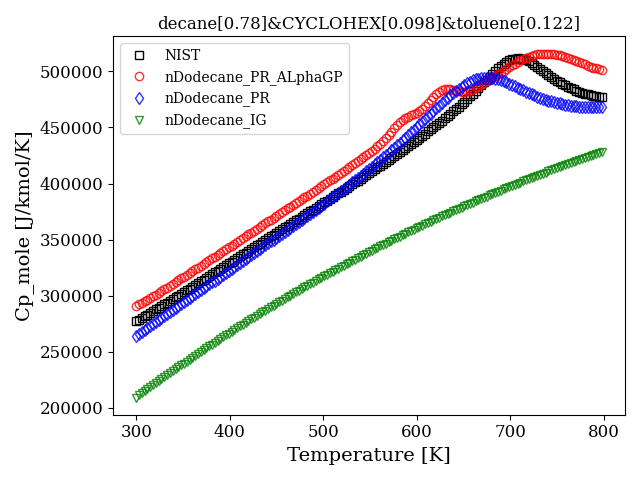 decane[0.78]&CYCLOHEX[0.098]&toluene[0.122]
NIST
nDodecane_PR_ALphaGP
nDodecane_PR
nDodecane_IG
Cp_mole [J/kmol/K]
500000
450000
400000
350000
300000
250000
200000
300 400 500 600 700 800
Temperature [K]